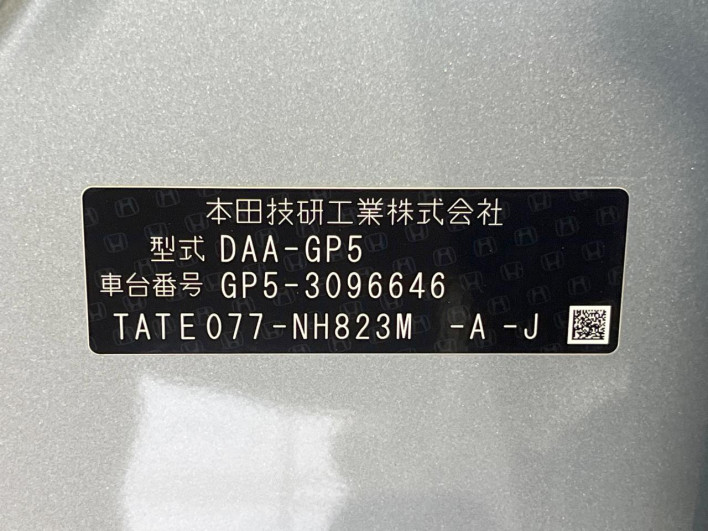 本田技研工業株式会社
型式 DAA-GP5
車台番号 GP5-3096646
TATE077-NH823M -A -J